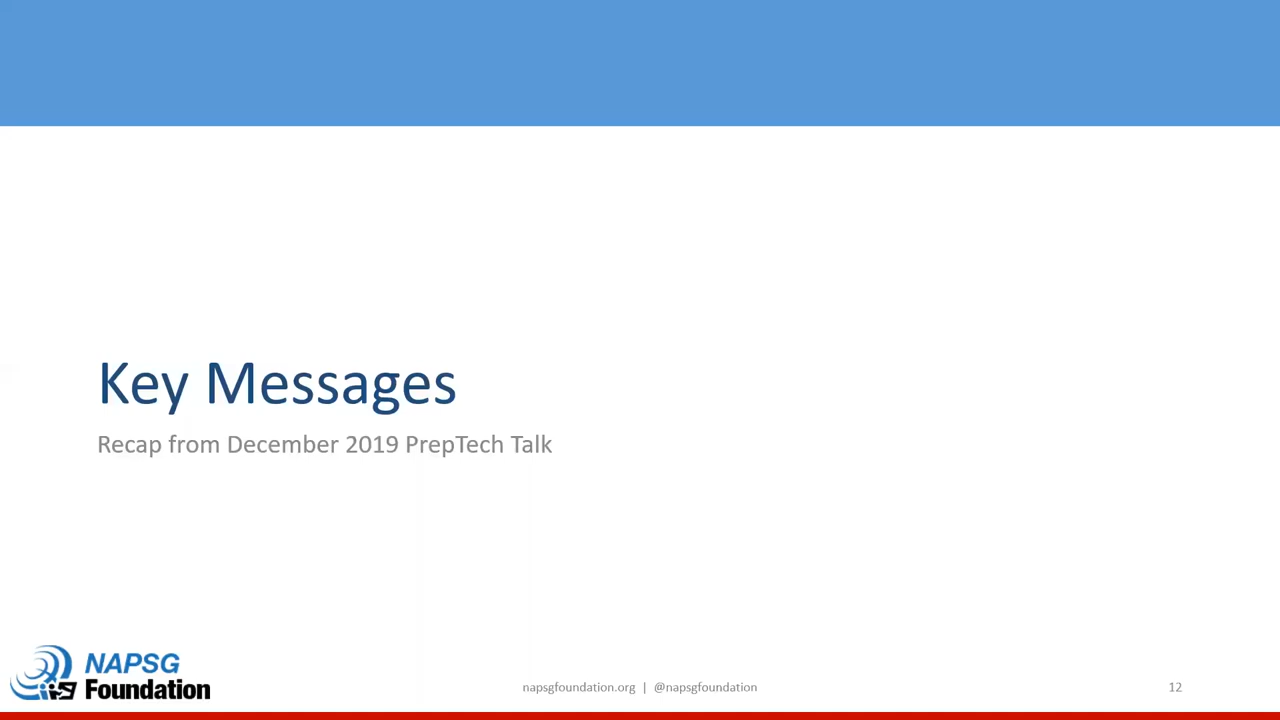 Key Messages
Recap from December 2019 PrepTech Talk
NAPSG
Foundation
napsgfoundation.org | @napsgfoundation
12